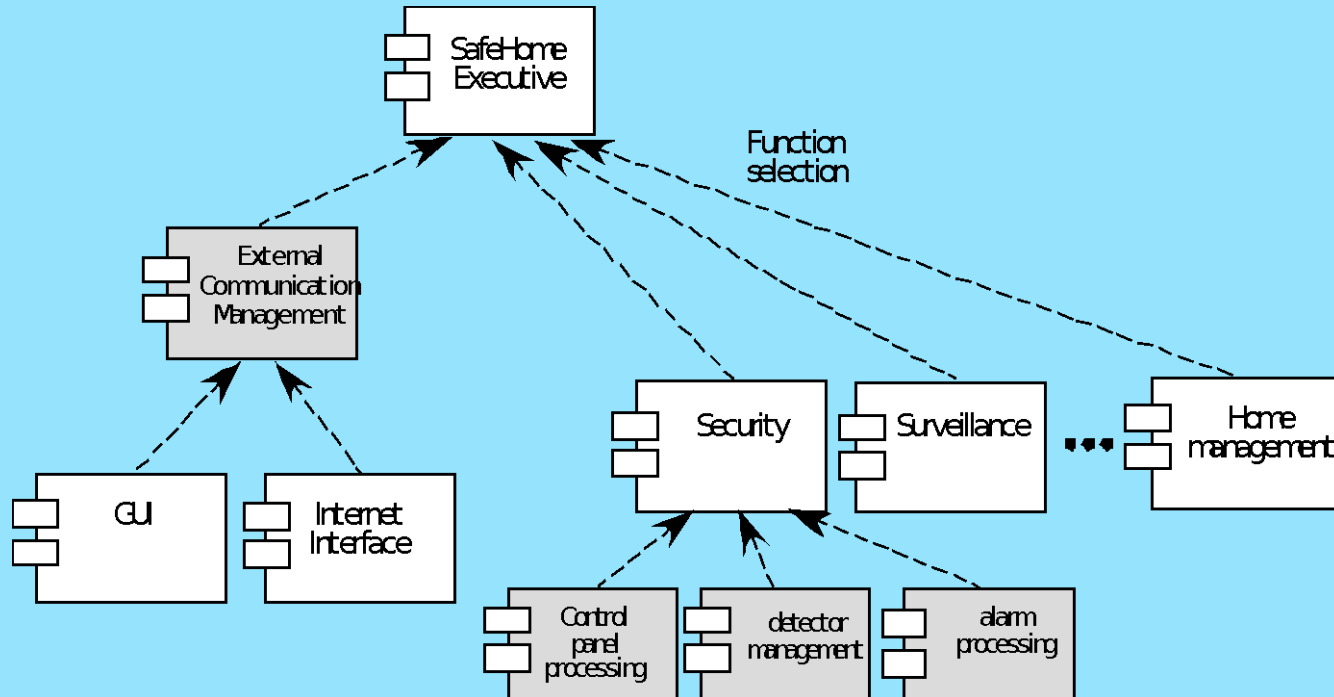 SafeHome
Executive
Function
selection
External
Communication
Management
Security
Surveillance
Home
management
GUI
Internet
Interface
Control
panel
processing
detector
management
alarm
processing